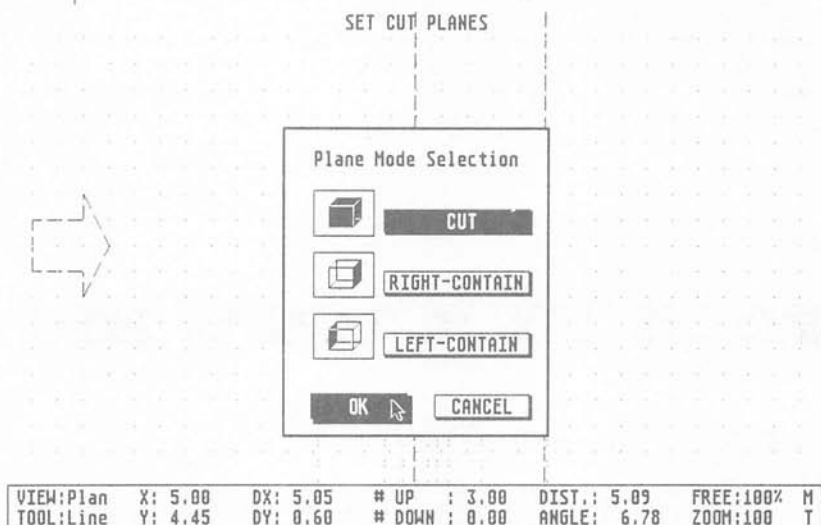 SET CUT PLANES
Plane Mode Selection
CUT
RIGHT-CONTAIN
LEFT-CONTAIN
OK CANCEL
VIEW:Plan X: 5.00 DX: 5.05 # UP : 3.00 DIST.: 5.09 FREE:100% M
TOOL:Line Y: 4.45 DY: 0.60 # DOWN : 0.00 ANGLE: 6.78 ZOOM:100 T